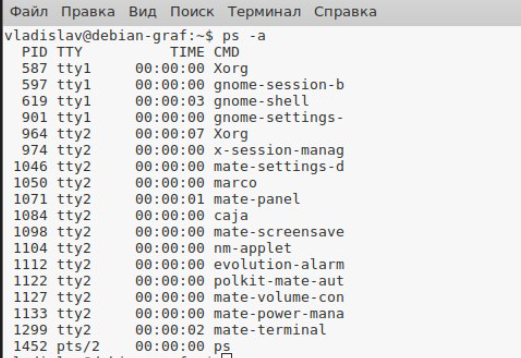 Файл Правка Вид Поиск Терминал Справка
vladislav@debian-graf:~$ ps -a
  PID TTY          TIME CMD
  587 tty1     00:00:00 Xorg
  597 tty1     00:00:00 gnome-session-b
  619 tty1     00:00:03 gnome-shell
  901 tty1     00:00:00 gnome-settings-
  964 tty2     00:00:07 Xorg
  974 tty2     00:00:00 x-session-manag
 1046 tty2     00:00:00 mate-settings-d
 1050 tty2     00:00:00 marco
 1071 tty2     00:00:01 mate-panel
 1084 tty2     00:00:00 caja
 1098 tty2     00:00:00 mate-screensave
 1104 tty2     00:00:00 nm-applet
 1112 tty2     00:00:00 evolution-alarm
 1122 tty2     00:00:00 polkit-mate-aut
 1127 tty2     00:00:00 mate-volume-con
 1133 tty2     00:00:00 mate-power-mana
 1299 tty2     00:00:02 mate-terminal
 1452 pts/2    00:00:00 ps